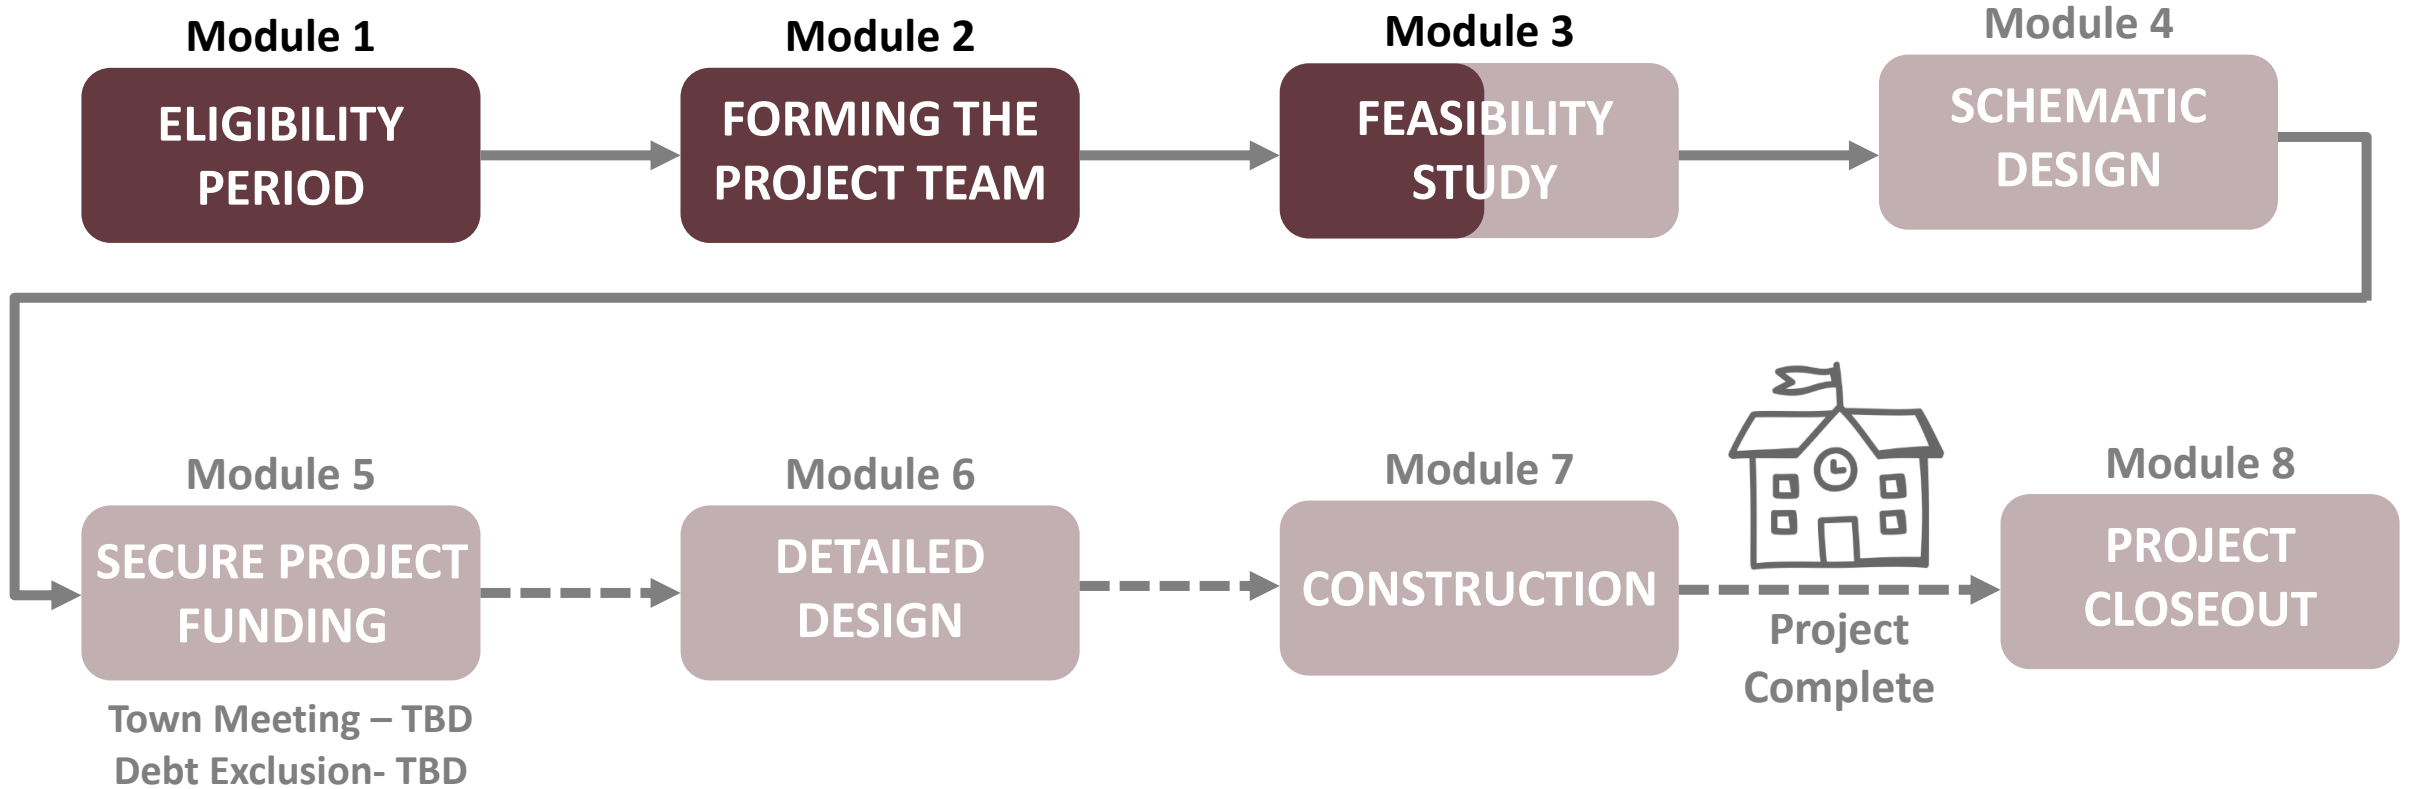 Module 1
ELIGIBILITY
PERIOD
Module 2
FORMING THE
PROJECT TEAM
Module 3
FEASIBILITY
STUDY
Module 4
SCHEMATIC
DESIGN
Module 5
SECURE PROJECT
FUNDING
Town Meeting – TBD
Debt Exclusion- TBD
Module 6
DETAILED
DESIGN
Module 7
CONSTRUCTION
Project
Complete
Module 8
PROJECT
CLOSEOUT